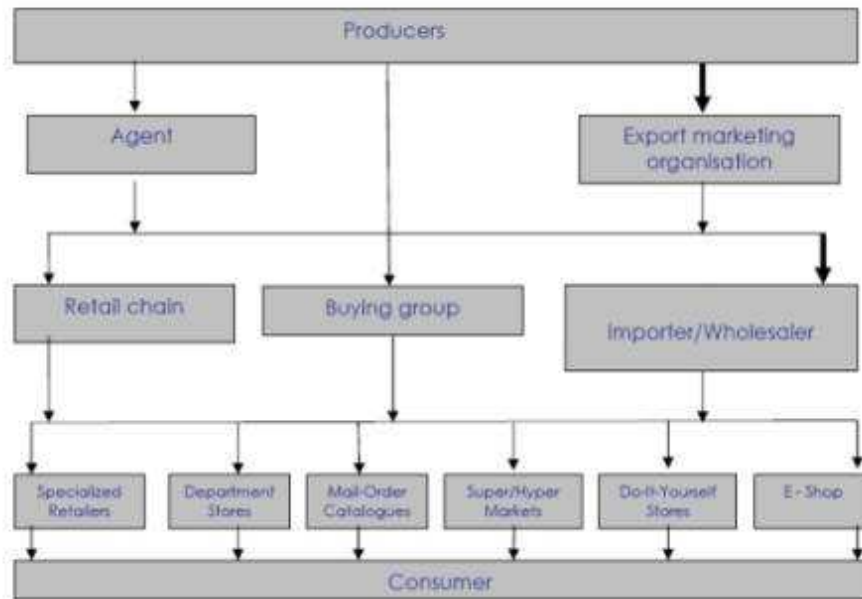 Producers
Agent
Export marketing
organisation
Retail chain
Buying group
Importer/Wholesaler
Specialized
Retailers
Department
Stores
Mail-Order
Catalogues
Super/Hyper
Markets
Do-It-Yourself
Stores
E - Shop
Consumer